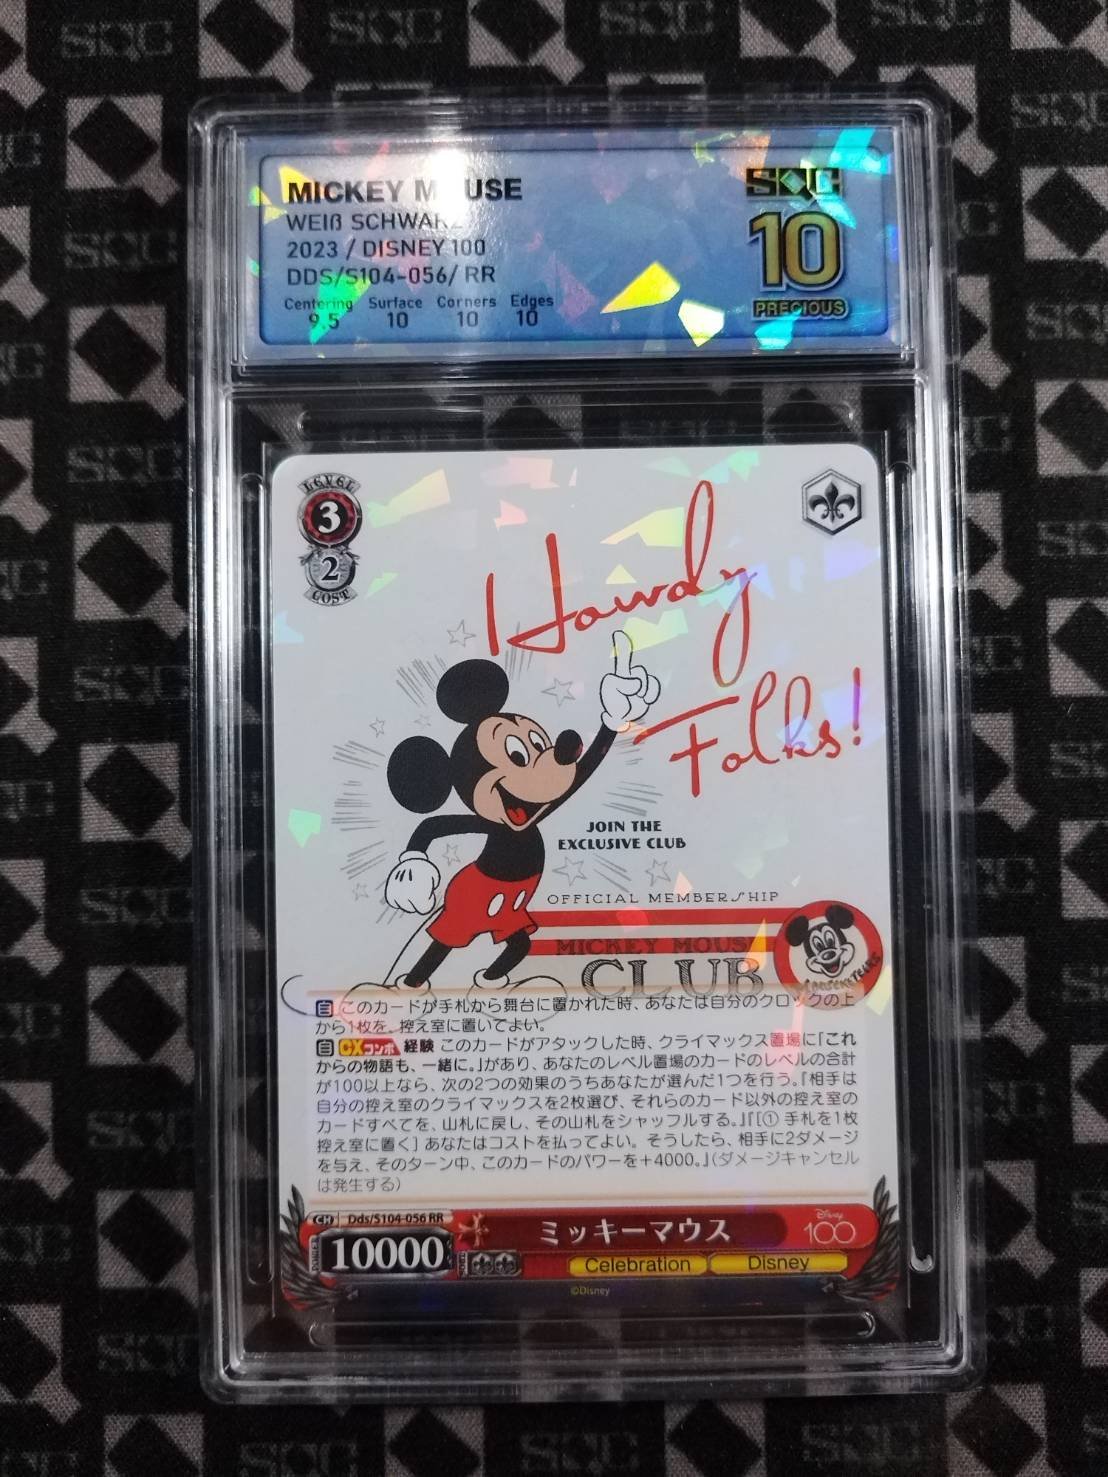 MICKEY M USE
WEIß SCHWARZ
2023 / DISNEY 100
DDS/S104-056/ RR
Centering Surface Corners Edges
9.5 10 10 10
SQC
10
PRECIOUS
LEVEL
3
2
COST
Howdy
Folks!
JOIN THE
EXCLUSIVE CLUB
OFFICIAL MEMBERSHIP
MICKEY MOUSE
CLUB
MOUSEKETEERS
自 このカードが手札から舞台に置かれた時、あなたは自分のクロックの上
から1枚を、控え室に置いてよい。
自 CXコンボ 経験 このカードがアタックした時、クライマックス置場に「これ
からの物語も、一緒に。」があり、あなたのレベル置場のカードのレベルの合計
が100以上なら、次の2つの効果のうちあなたが選んだ1つを行う。『相手は
自分の控え室のクライマックスを2枚選び、それらのカード以外の控え室の
カードすべてを、山札に戻し、その山札をシャッフルする。』『[① 手札を1枚
控え室に置く] あなたはコストを払ってよい。そうしたら、相手に2ダメージ
を与え、そのターン中、このカードのパワーを+4000。』(ダメージキャンセル
は発生する)
CH Dds/S104-056 RR
ミッキーマウス
Disney
100
POWER
10000
SOUL
Celebration
Disney
©Disney